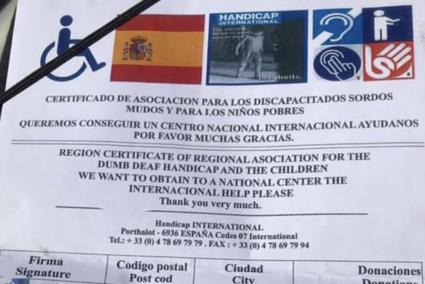 HANDICAP
INTERNATIONAL
CERTIFICADO DE ASOCIACION PARA LOS DISCAPACITADOS SORDOS
MUDOS Y PARA LOS NIÑOS POBRES
QUEREMOS CONSEGUIR UN CENTRO NACIONAL INTERNACIONAL AYUDANOS
POR FAVOR MUCHAS GRACIAS.
REGION CERTIFICATE OF REGIONAL ASOCIATION FOR THE
DUMB DEAF HANDICAP AND THE CHILDREN
WE WANT TO OBTAIN TO A NATIONAL CENTER THE
INTERNACIONAL HELP PLEASE
Thank you very much.
Handicap INTERNATIONAL
Porthalot - 6936 ESPAÑA Cedes 07 International
Tel.: + 33 (0) 4 78 69 79 79 . FAX : + 33 (0) 4 78 69 79 94
Firma Codigo postal Ciudad Donaciones
Signature Post cod City Donations